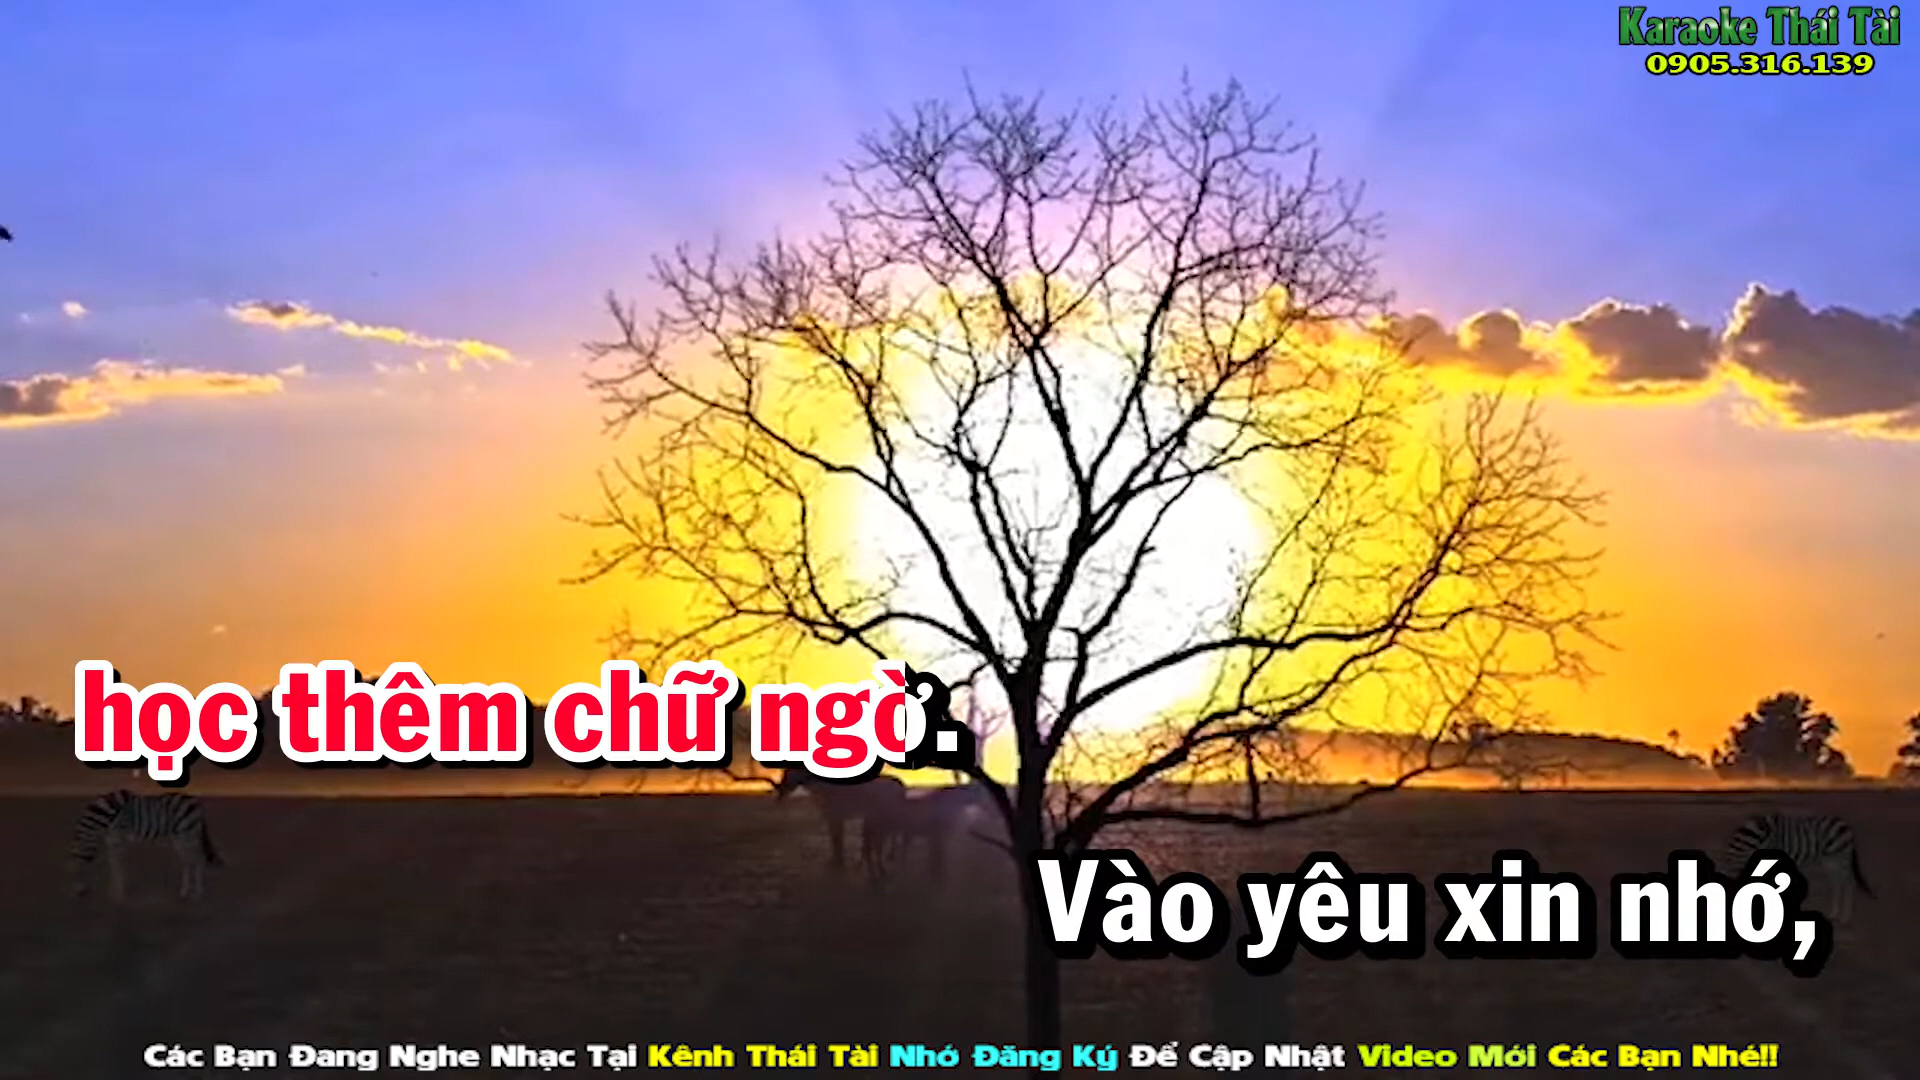 Karaoke Thái Tài
0905.316.139
học thêm chữ ngờ.
Vào yêu xin nhớ,
Các Bạn Đang Nghe Nhạc Tại Kênh Thái Tài Nhớ Đăng Ký Để Cập Nhật Video Mới Các Bạn Nhé!!